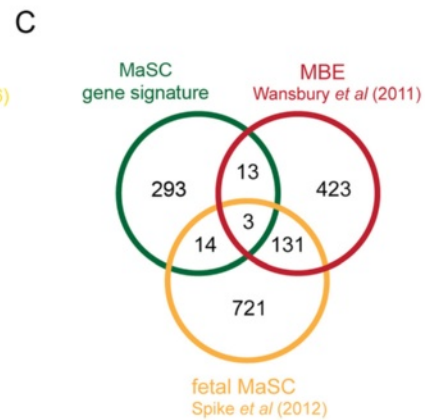 C
MaSC
gene signature
MBE
Wansbury et al (2011)
)
13
293
423
3
14
131
721
fetal MaSC
Spike et al (2012)